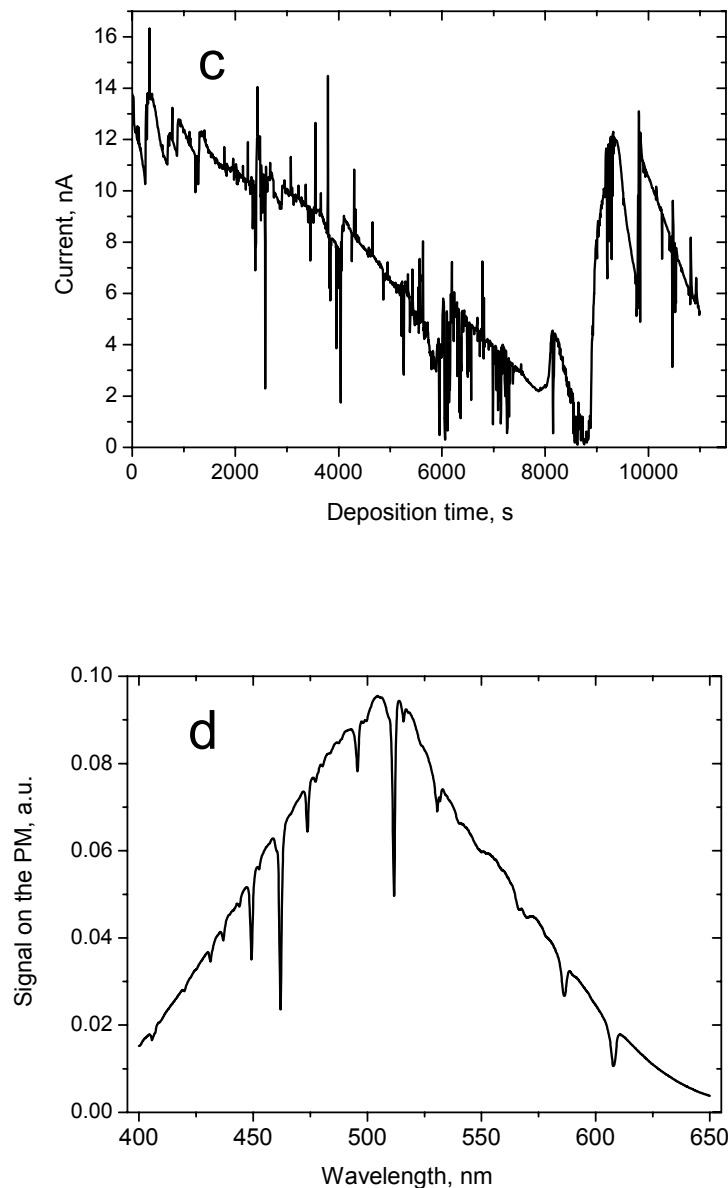 c
16
14
12
10
8
6
4
2
0
Current, nA
0 2000 4000 6000 8000 10000
Deposition time, s
d
0.10
0.08
0.06
0.04
0.02
0.00
Signal on the PM, a.u.
400 450 500 550 600 650
Wavelength, nm